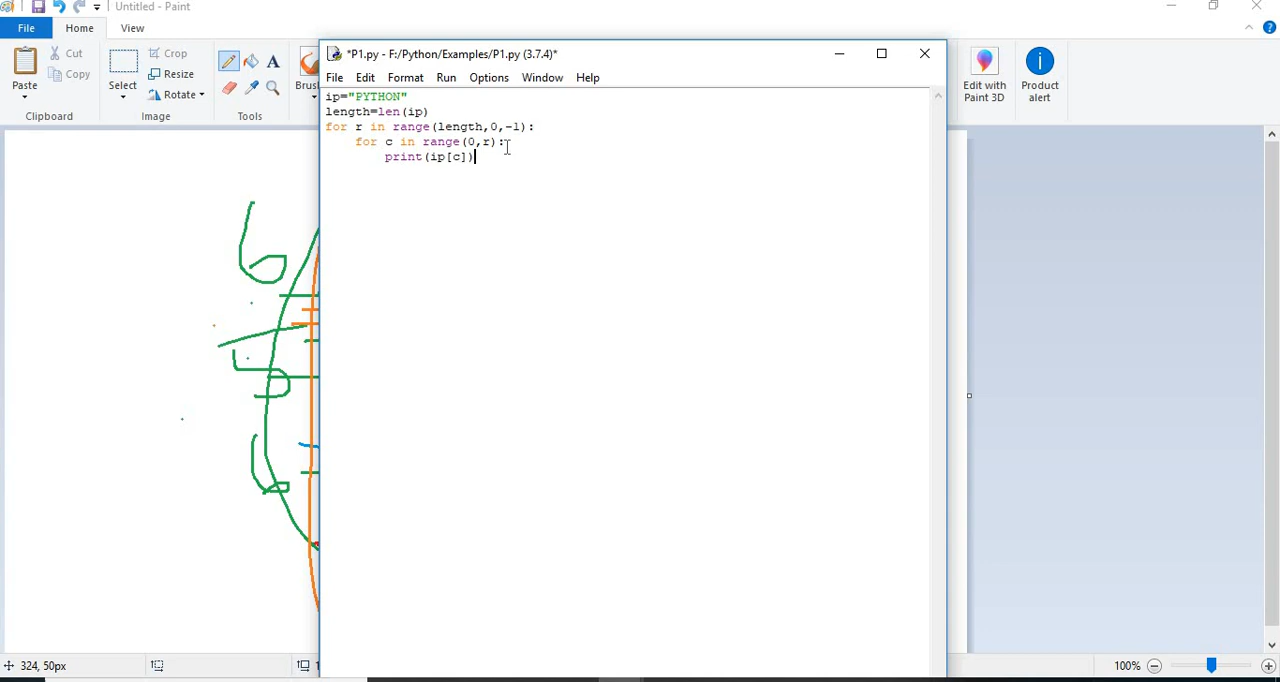 Untitled - Paint
File
Home
View
Paste
Cut
Copy
Clipboard
Select
Crop
Resize
Rotate
Image
Tools
Edit with
Paint 3D
Product
alert
*P1.py - F:/Python/Examples/P1.py (3.7.4)*
File Edit Format Run Options Window Help
ip="PYTHON"
length=len(ip)
for r in range(length,0,-1):
for c in range(0,r):
print(ip[c])
6
5
324, 50px
100%